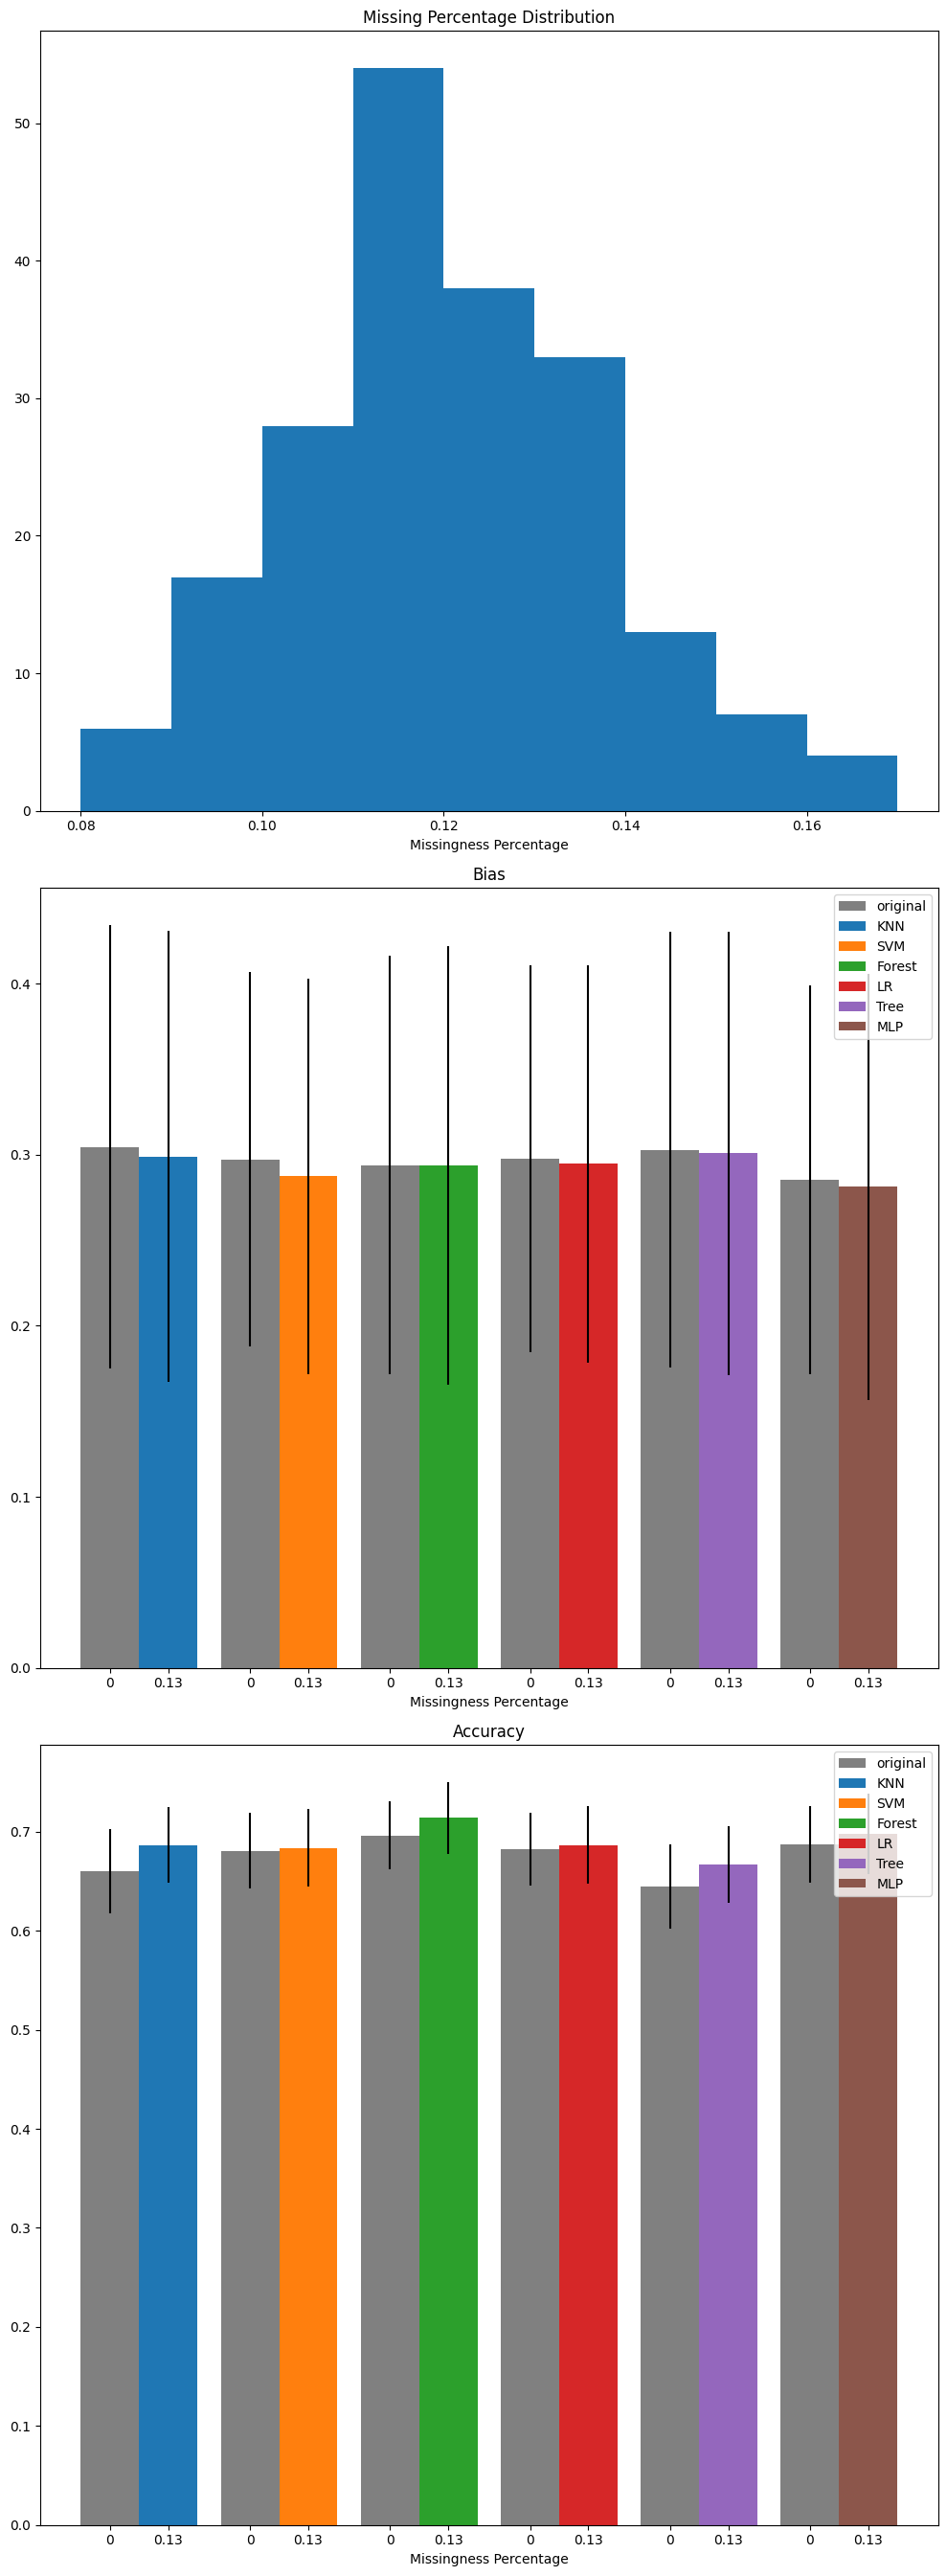 Missing Percentage Distribution
50
40
30
20
10
0
0.08 0.10 0.12 0.14 0.16
Missingness Percentage
Bias
original
KNN
SVM
Forest
LR
Tree
MLP
0.4
0.3
0.2
0.1
0.0
0 0.13 0 0.13 0 0.13 0 0.13 0 0.13 0 0.13
Missingness Percentage
Accuracy
original
KNN
SVM
Forest
LR
Tree
MLP
0.7
0.6
0.5
0.4
0.3
0.2
0.1
0.0
0 0.13 0 0.13 0 0.13 0 0.13 0 0.13 0 0.13
Missingness Percentage